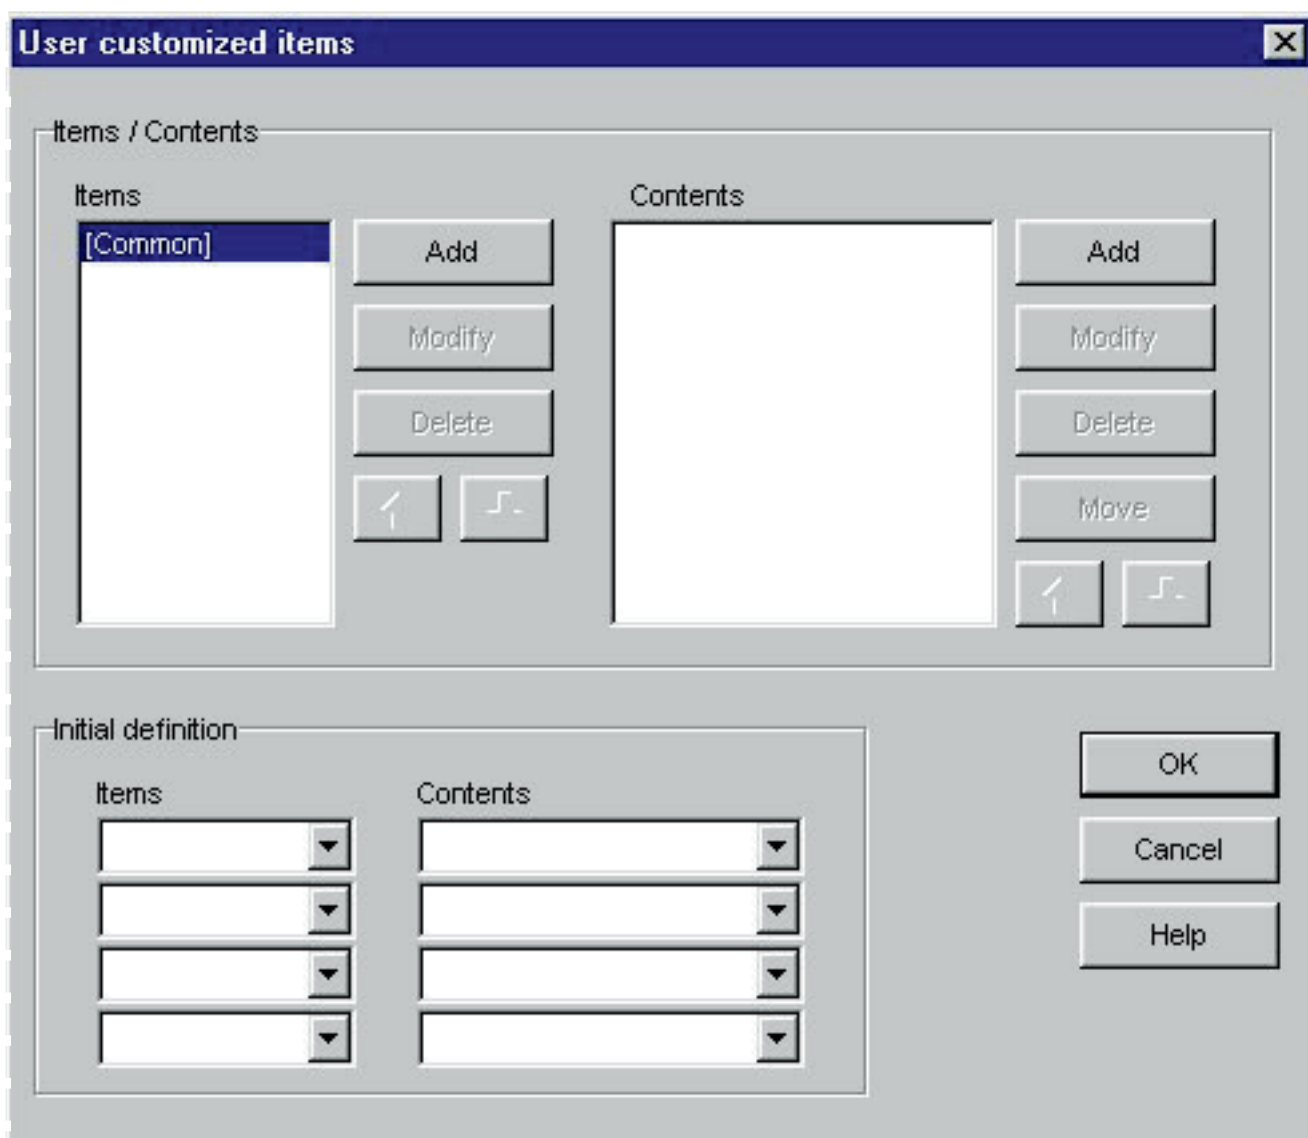 User customized items
Items / Contents
Items
Contents
[Common]
Add
Add
Modify
Modify
Delete
Delete
Move
Initial definition
Items
Contents
OK
Cancel
Help